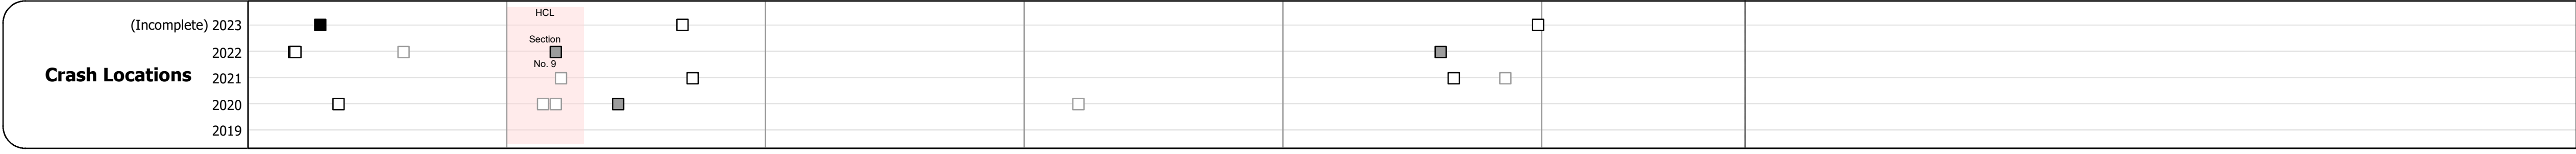 Crash Locations
(Incomplete) 2023
2022
2021
2020
2019
HCL
Section
No. 9